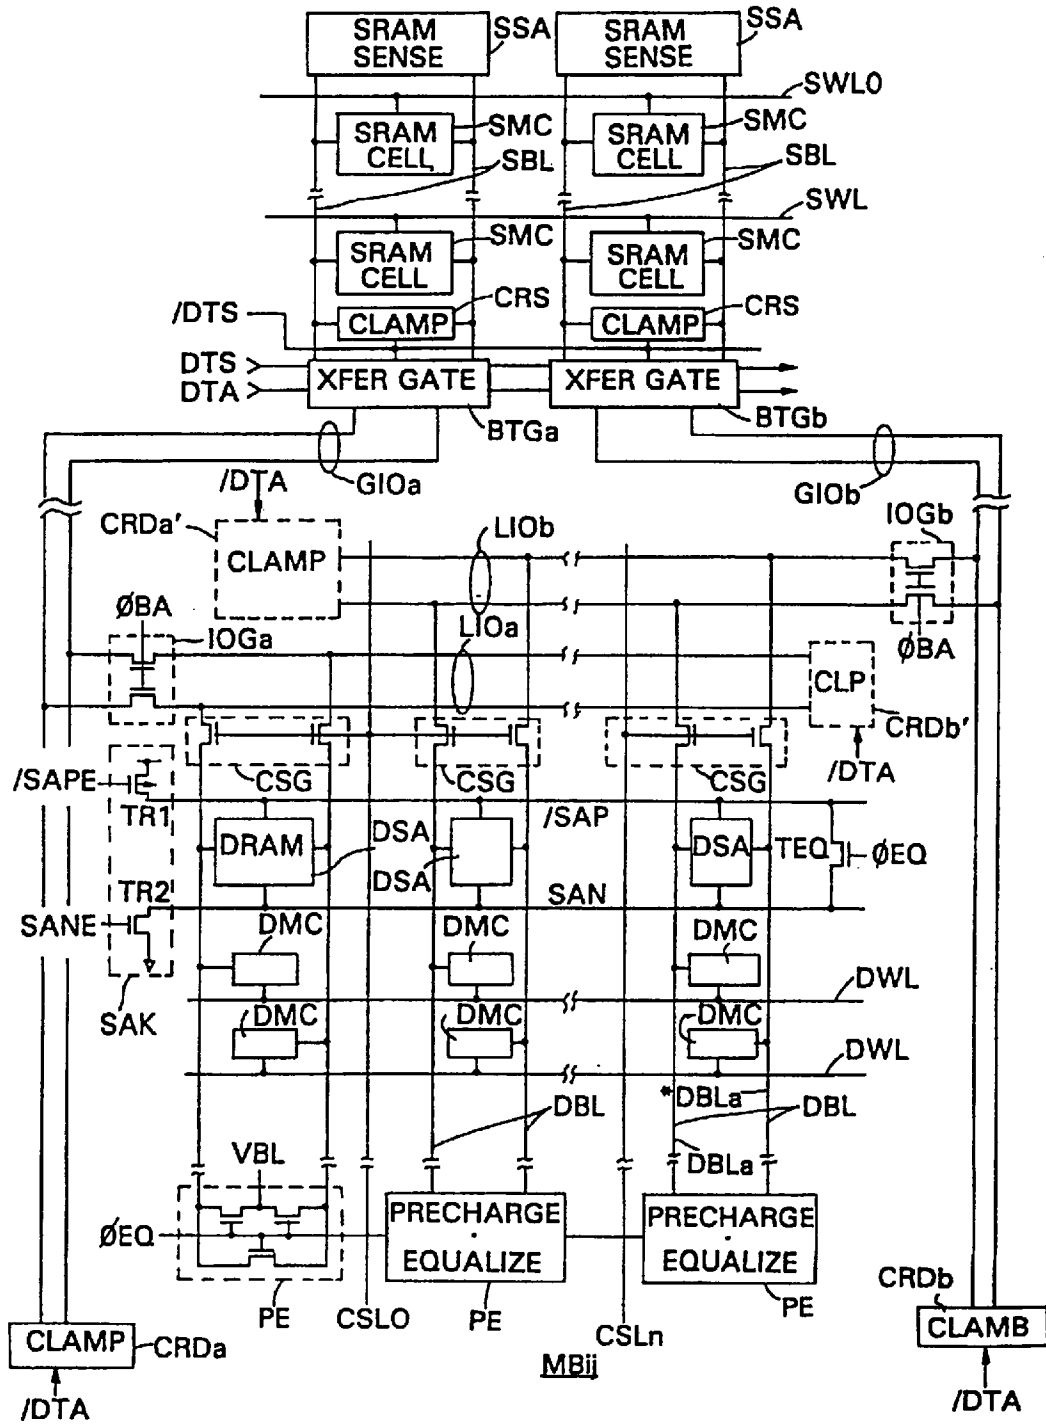 SRAM SENSE
SSA
SRAM SENSE
SSA
SWL0
SRAM CELL
SMC
SRAM CELL
SMC
SBL
SBL
SWL
SRAM CELL
SMC
SRAM CELL
SMC
/DTS
CLAMP
CRS
CLAMP
CRS
DTS
DTA
XFER GATE
BTGa
XFER GATE
BTGb
GIOa
GIOb
/DTA
CRDa'
CLAMP
LIOb
IOGb
ØBA
IOGa
LIOa
ØBA
CLP
CRDb'
/DTA
CSG
CSG
CSG
/SAPE
TR1
/SAP
DRAM
DSA
DSA
DSA
TEQ
ØEQ
TR2
SAN
SANE
DMC
DMC
DMC
DWL
SAK
DMC
DMC
DMC
DWL
*DBLa
DBL
DBL
DBLa
VBL
ØEQ
PRECHARGE · EQUALIZE
PRECHARGE · EQUALIZE
PE
CSL0
PE
CSLn
PE
CLAMP
CRDa
/DTA
CRDb
CLAMB
/DTA
MBij